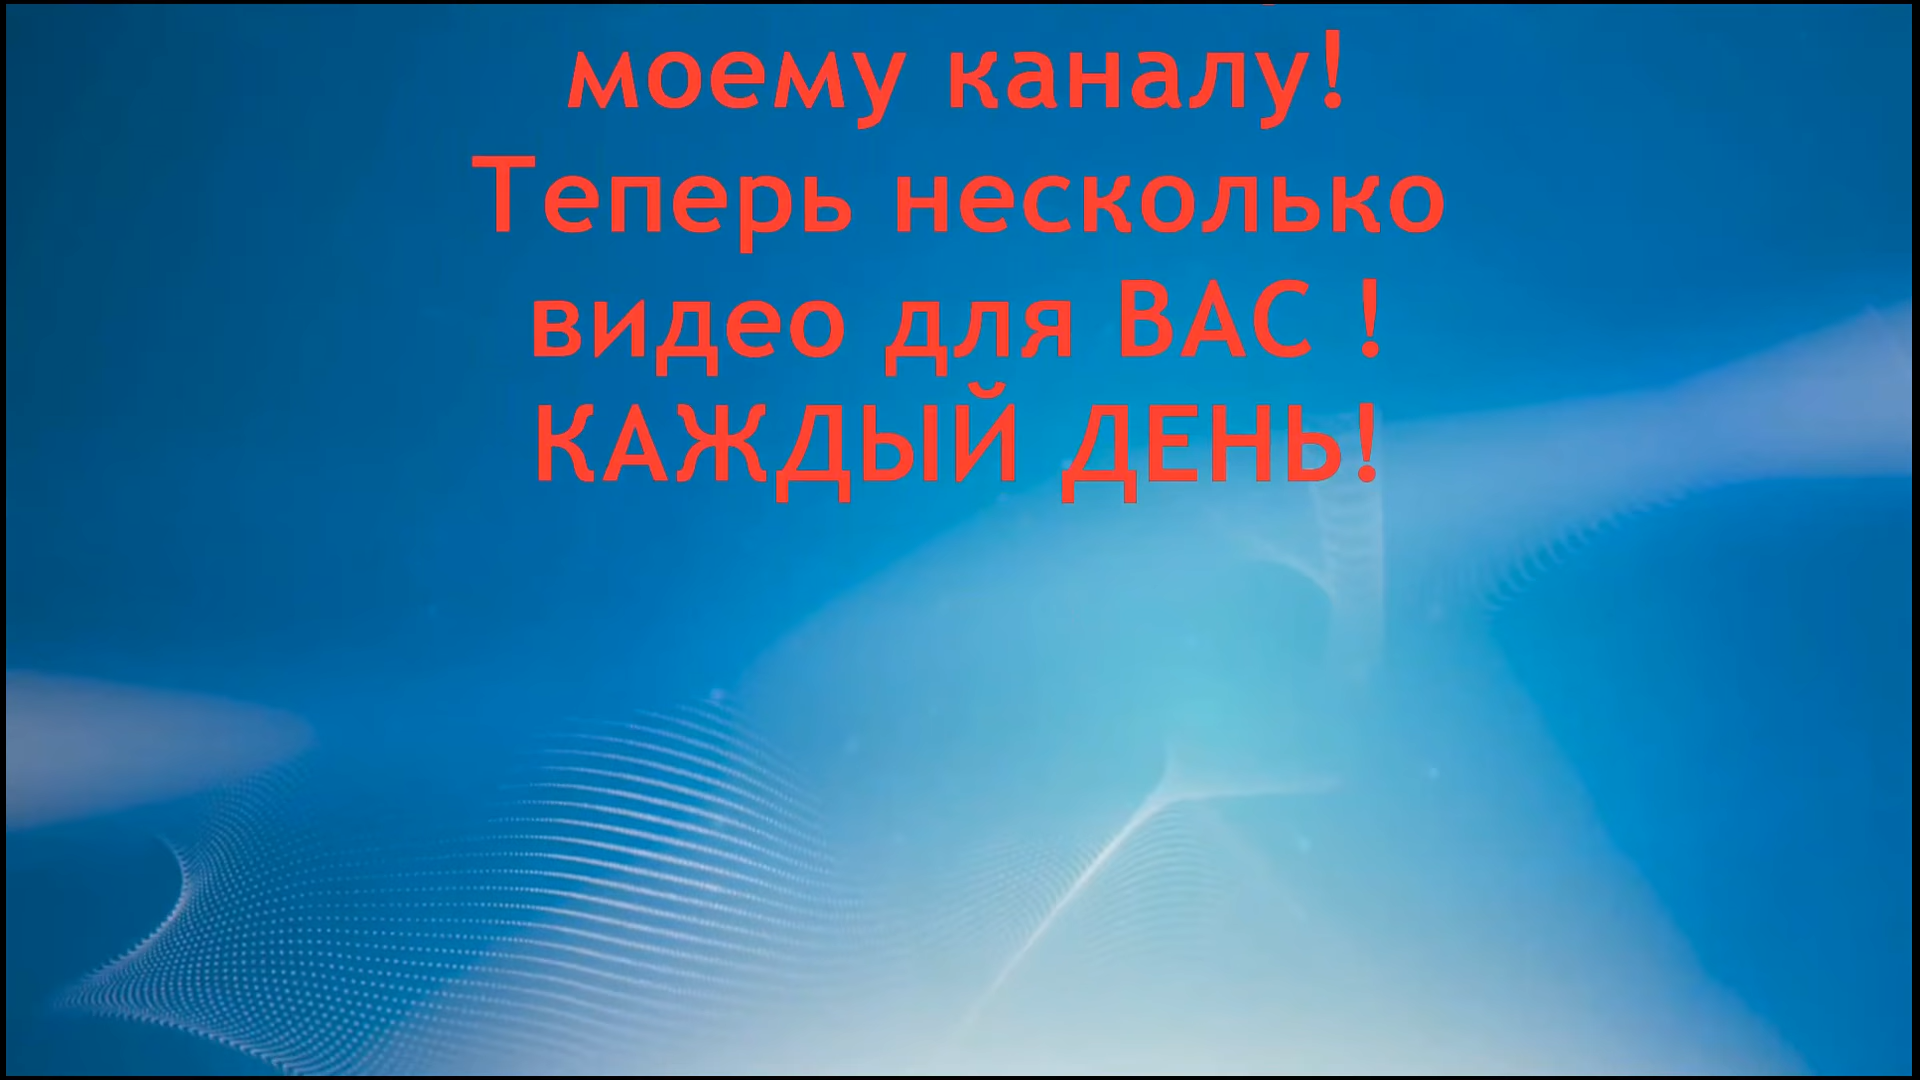 моему каналу!
Теперь несколько
видео для ВАС !
КАЖДЫЙ ДЕНЬ!